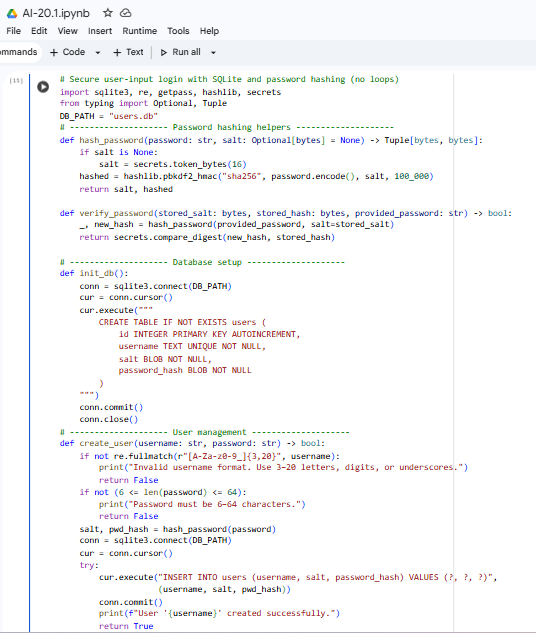 AI-20.1.ipynb
File Edit View Insert Runtime Tools Help
mmands + Code + Text Run all
[11]
# Secure user-input login with SQLite and password hashing (no loops)
import sqlite3, re, getpass, hashlib, secrets
from typing import Optional, Tuple
DB_PATH = "users.db"
# ------------------- Password hashing helpers -------------------
def hash_password(password: str, salt: Optional[bytes] = None) -> Tuple[bytes, bytes]:
    if salt is None:
        salt = secrets.token_bytes(16)
    hashed = hashlib.pbkdf2_hmac("sha256", password.encode(), salt, 100_000)
    return salt, hashed
def verify_password(stored_salt: bytes, stored_hash: bytes, provided_password: str) -> bool:
    _, new_hash = hash_password(provided_password, salt=stored_salt)
    return secrets.compare_digest(new_hash, stored_hash)
# ------------------- Database setup -------------------
def init_db():
    conn = sqlite3.connect(DB_PATH)
    cur = conn.cursor()
    cur.execute("""
        CREATE TABLE IF NOT EXISTS users (
            id INTEGER PRIMARY KEY AUTOINCREMENT,
            username TEXT UNIQUE NOT NULL,
            salt BLOB NOT NULL,
            password_hash BLOB NOT NULL
        )
    """)
    conn.commit()
    conn.close()
# ------------------- User management -------------------
def create_user(username: str, password: str) -> bool:
    if not re.fullmatch(r"[A-Za-z0-9_]{3,20}", username):
        print("Invalid username format. Use 3–20 letters, digits, or underscores.")
        return False
    if not (6 <= len(password) <= 64):
        print("Password must be 6–64 characters.")
        return False
    salt, pwd_hash = hash_password(password)
    conn = sqlite3.connect(DB_PATH)
    cur = conn.cursor()
    try:
        cur.execute("INSERT INTO users (username, salt, password_hash) VALUES (?, ?, ?)",
                    (username, salt, pwd_hash))
        conn.commit()
        print(f"User '{username}' created successfully.")
        return True